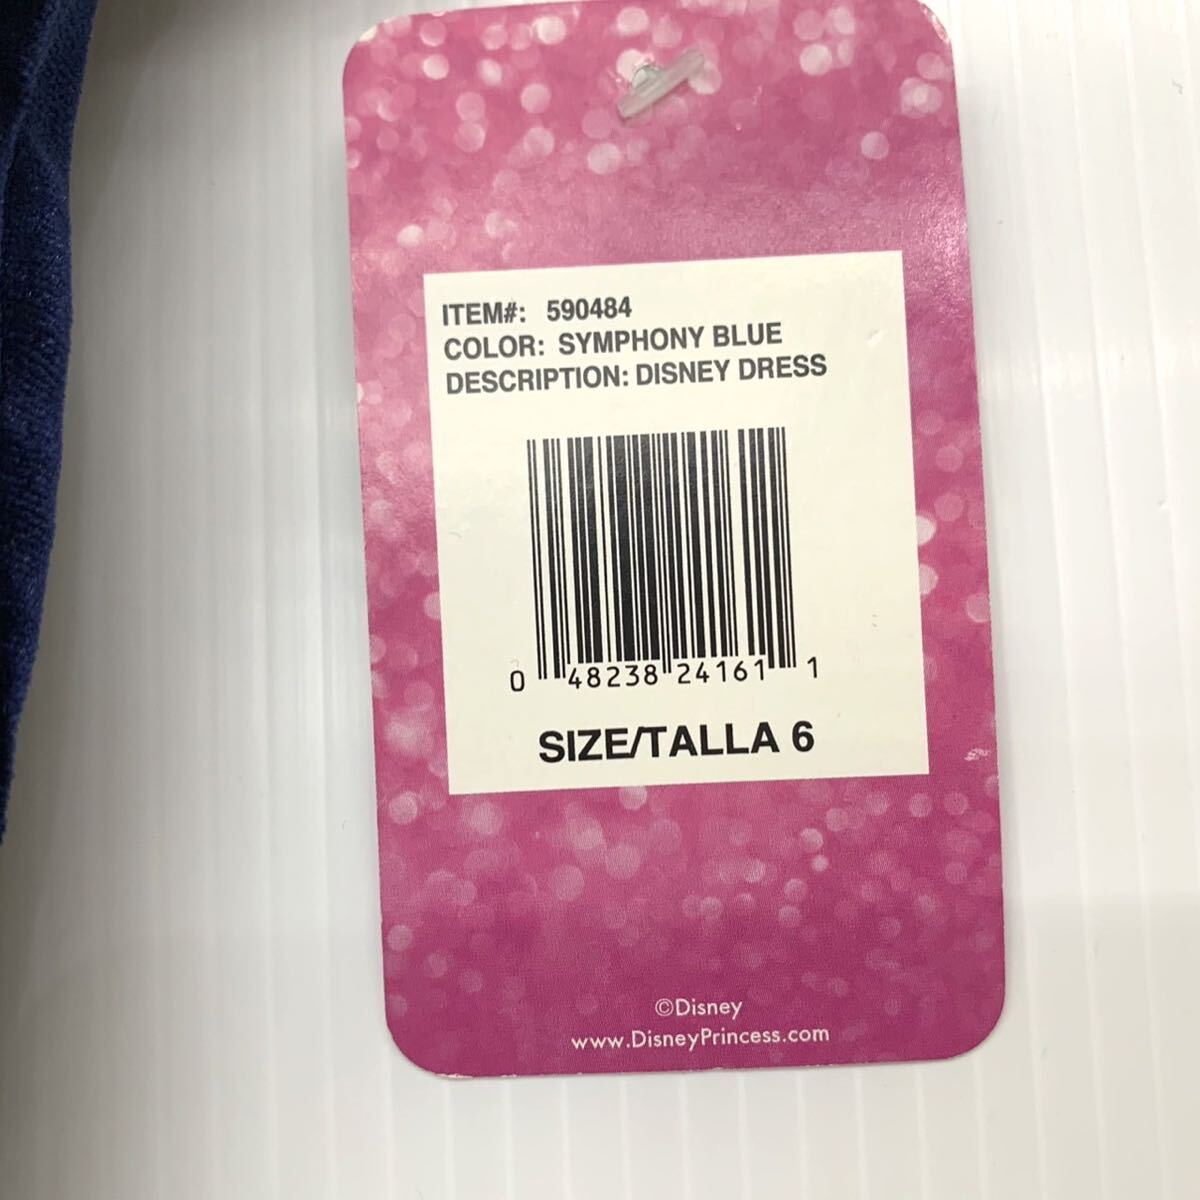 ITEM#: 590484
COLOR: SYMPHONY BLUE
DESCRIPTION: DISNEY DRESS
0 48238 24161 1
SIZE/TALLA 6
©Disney
www.DisneyPrincess.com